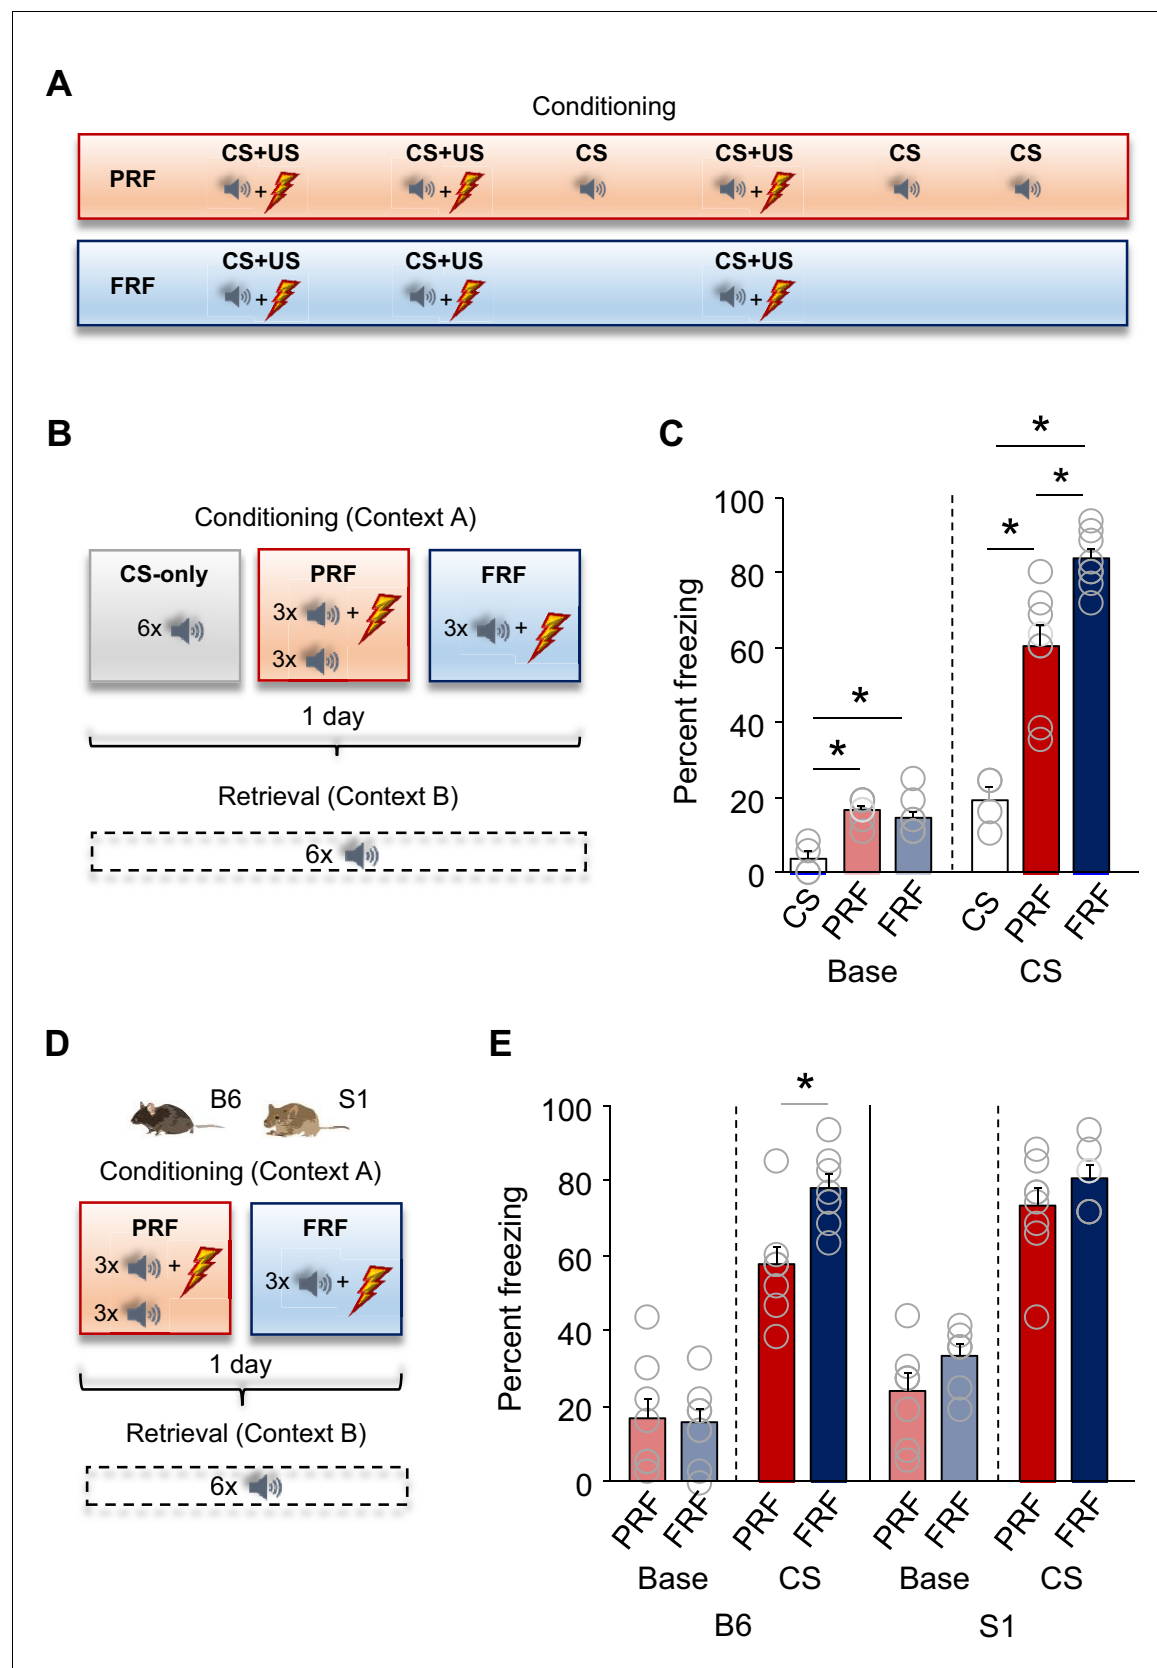 A
Conditioning
PRF CS+US CS+US CS CS+US CS CS
+ + +
FRF CS+US CS+US CS+US
+ + +
B
Conditioning (Context A)
CS-only PRF FRF
6x 3x + 3x +
3x
1 day
Retrieval (Context B)
6x
C
* * *
* *
Percent freezing
100
80
60
40
20
0
CS PRF FRF CS PRF FRF
Base CS
D
B6 S1
Conditioning (Context A)
PRF FRF
3x + 3x +
3x
1 day
Retrieval (Context B)
6x
E
*
Percent freezing
100
80
60
40
20
0
PRF FRF PRF FRF PRF FRF PRF FRF
Base CS Base CS
B6 S1